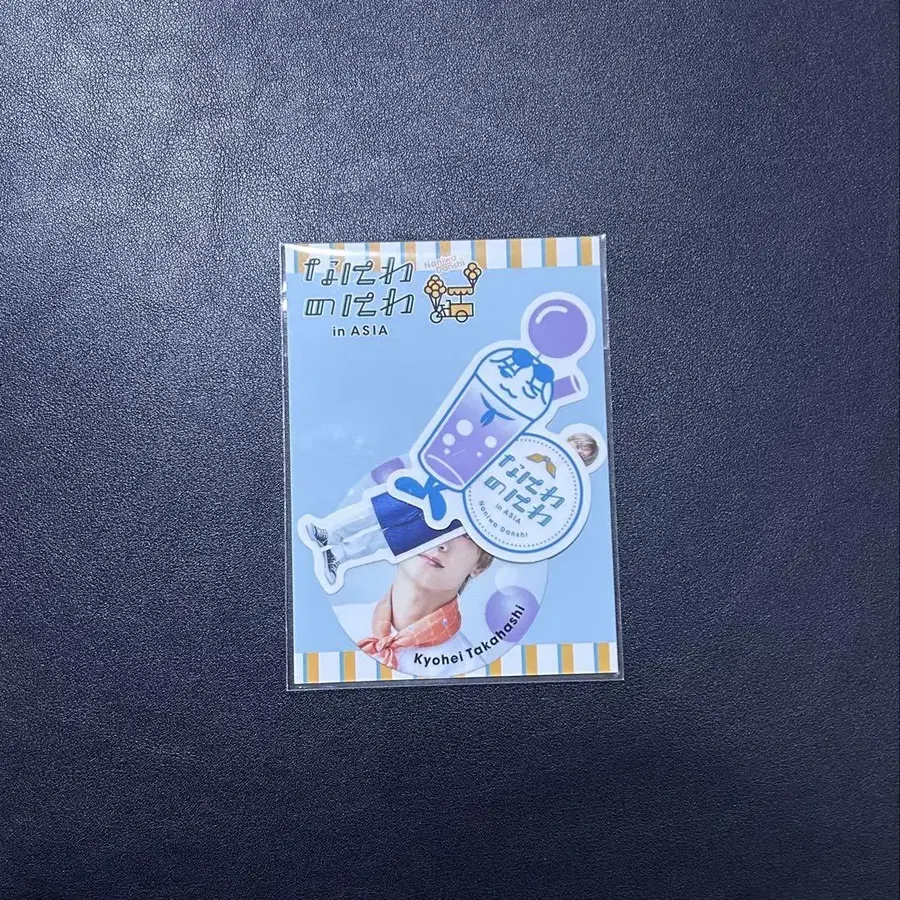 なにわ
のにわ
in ASIA
Naniwa
Danshi
なにわ
のにわ
in ASIA
Naniwa Danshi
Kyohei Takahashi